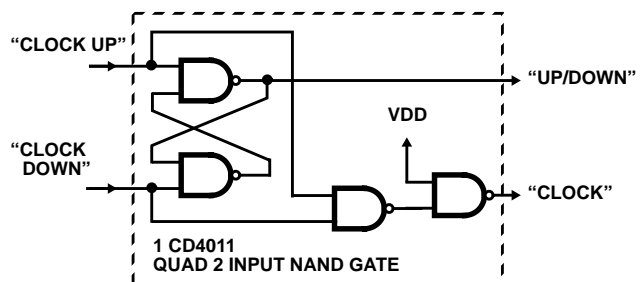 “CLOCK UP”
“UP/DOWN”
VDD
“CLOCK
DOWN”
“CLOCK”
1 CD4011
QUAD 2 INPUT NAND GATE